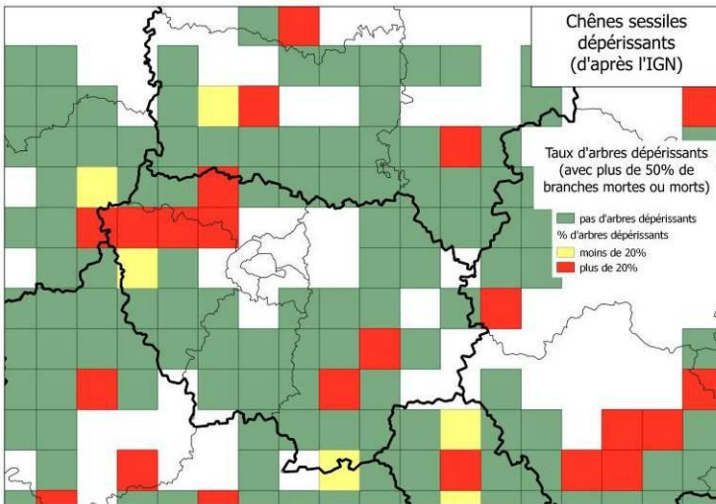 Chênes sessiles
dépérissants
(d'après l'IGN)
Taux d'arbres dépérissants
(avec plus de 50% de
branches mortes ou morts)
pas d'arbres dépérissants
% d'arbres dépérissants
moins de 20%
plus de 20%